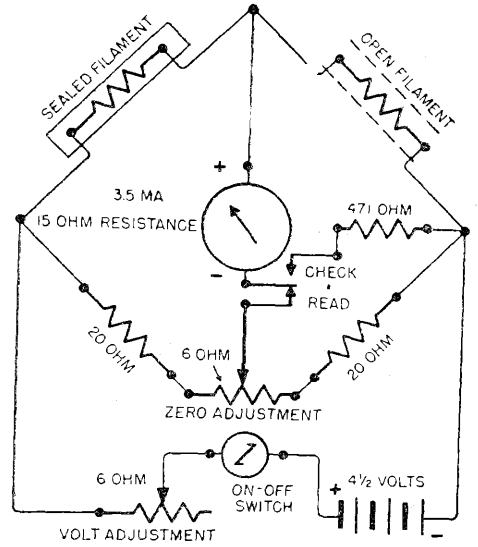 SEALED FILAMENT
OPEN FILAMENT
+
3.5 MA
15 OHM RESISTANCE
471 OHM
-
CHECK
READ
20 OHM
6 OHM
20 OHM
ZERO ADJUSTMENT
6 OHM
ON-OFF
SWITCH
+
4½ VOLTS
-
VOLT ADJUSTMENT